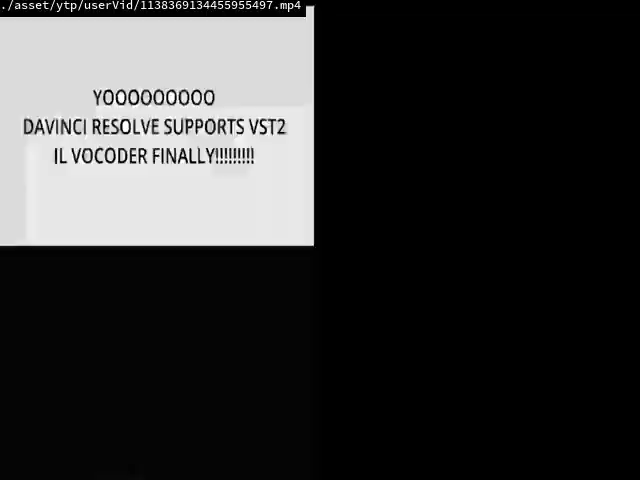 ./asset/ytp/userVid/1138369134455955497.mp4
YOOOOOOOOO
DAVINCI RESOLVE SUPPORTS VST2
IL VOCODER FINALLY!!!!!!!!!